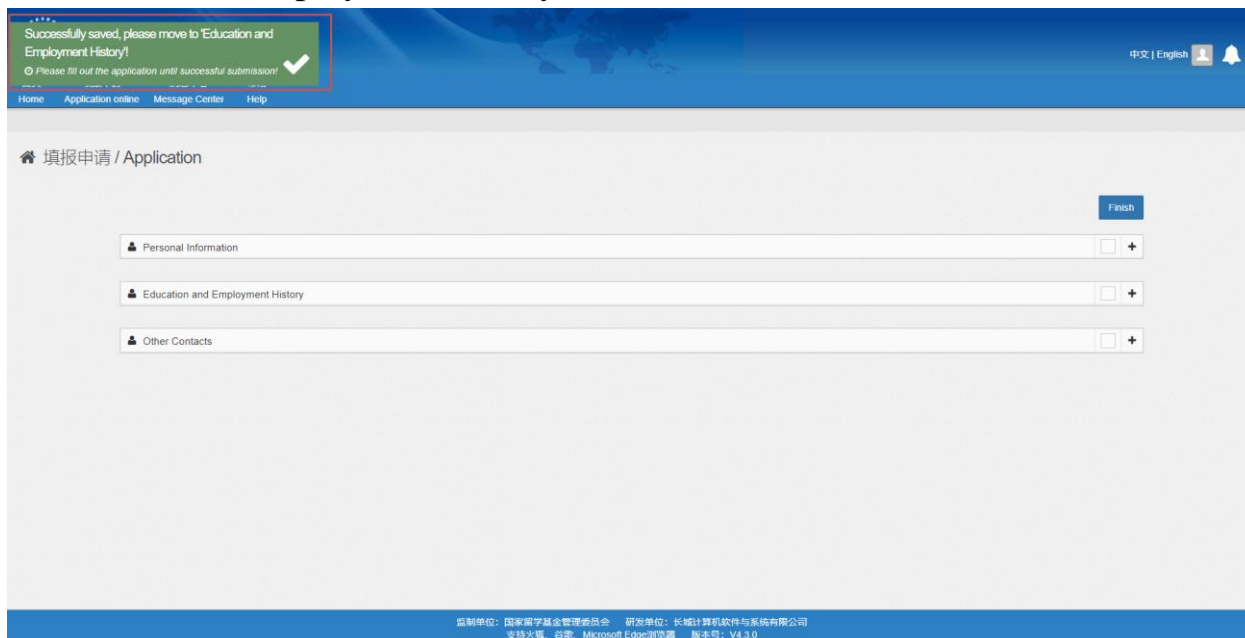 Successfully saved, please move to 'Education and
Employment History'!
Please fill out the application until successful submission!
中文 | English
Home Application online Message Center Help
填报申请 / Application
Finish
Personal Information
Education and Employment History
Other Contacts
监制单位：国家留学基金管理委员会 研发单位：长城计算机软件与系统有限公司
支持火狐、谷歌、Microsoft Edge浏览器 版本号：V4.3.0